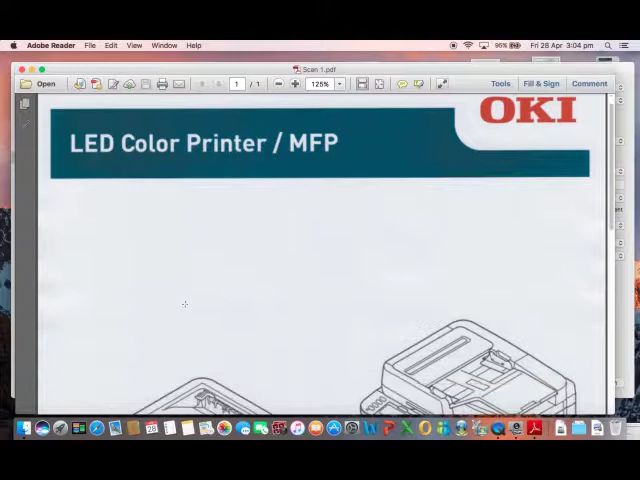 Adobe Reader File Edit View Window Help 95% Fri 28 Apr 3:04 pm
Scan 1.pdf
Open 1 / 1 125% Tools Fill & Sign Comment
OKI
LED Color Printer / MFP